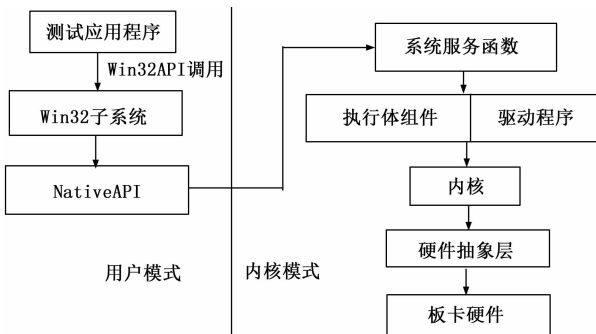 测试应用程序
Win32API调用
Win32子系统
NativeAPI
用户模式
系统服务函数
执行体组件
驱动程序
内核
硬件抽象层
板卡硬件
内核模式